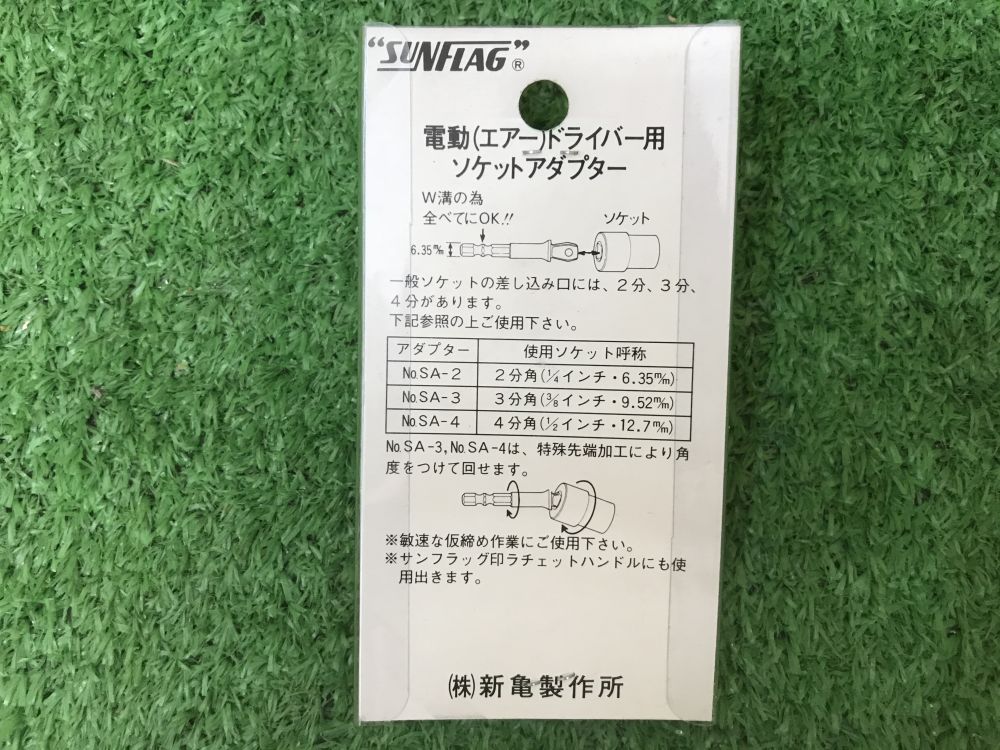 “SUNFLAG”®
電動(エアー)ドライバー用
ソケットアダプター
W溝の為
全べてにOK.!!
ソケット
6.35m/m
一般ソケットの差し込み口には、2分、3分、
4分があります。
下記参照の上ご使用下さい。
アダプター 使用ソケット呼称
No.SA-2 2分角(1/4インチ・6.35m/m)
No.SA-3 3分角(3/8インチ・9.52m/m)
No.SA-4 4分角(1/2インチ・12.7m/m)
No.SA-3,No.SA-4は、特殊先端加工により角
度をつけて回せます。
※敏速な仮締め作業にご使用下さい。
※サンフラッグ印ラチェットハンドルにも使
用出きます。
(株)新亀製作所